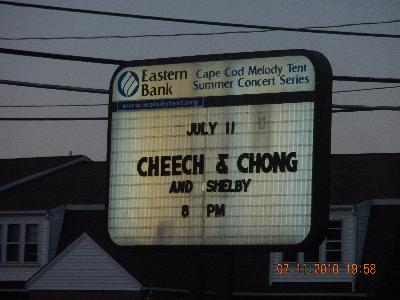 Eastern Bank
Cape Cod Melody Tent
Summer Concert Series
www.melodytent.org
JULY 11
CHEECH & CHONG
AND SHELBY
8 PM
07.11.2010 19:58